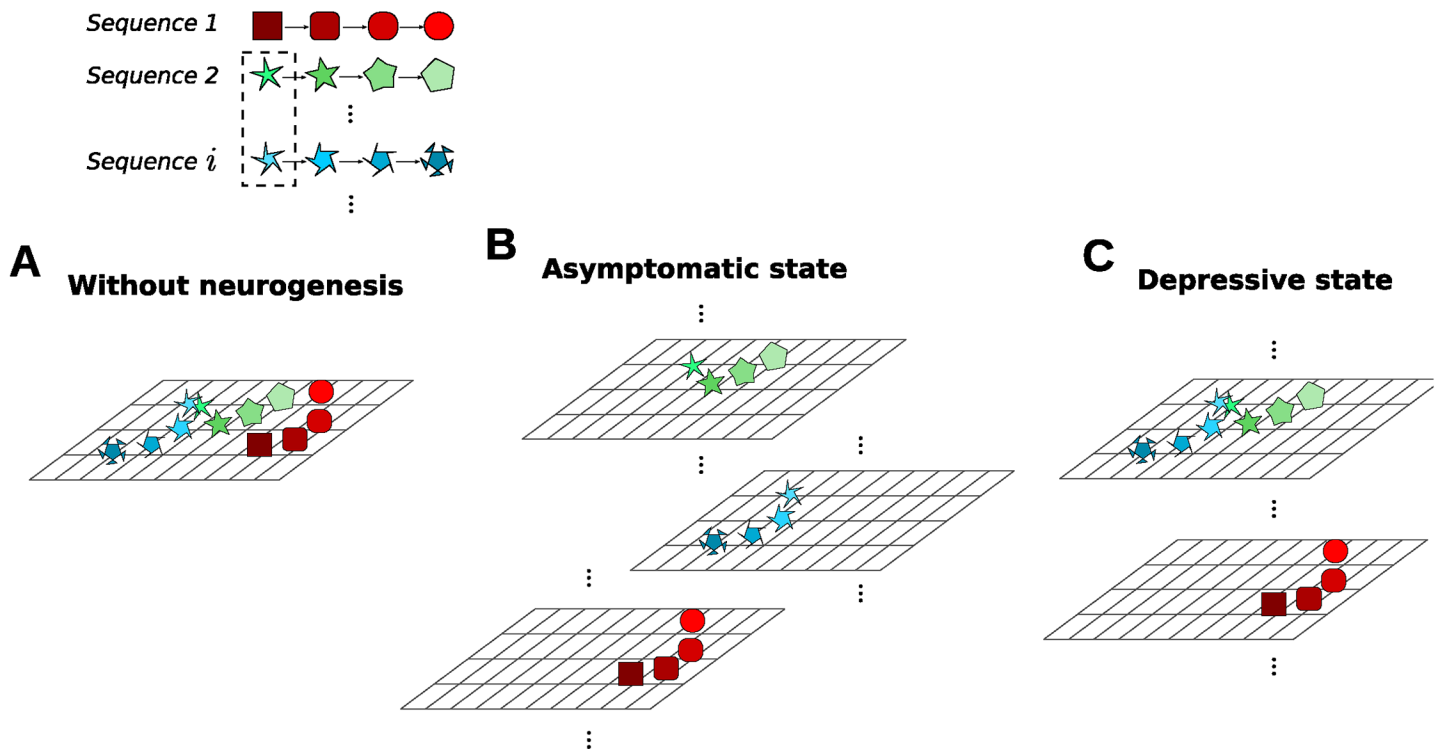 Sequence 1
Sequence 2
⋮
Sequence i
⋮
A
Without neurogenesis
B
Asymptomatic state
C
Depressive state